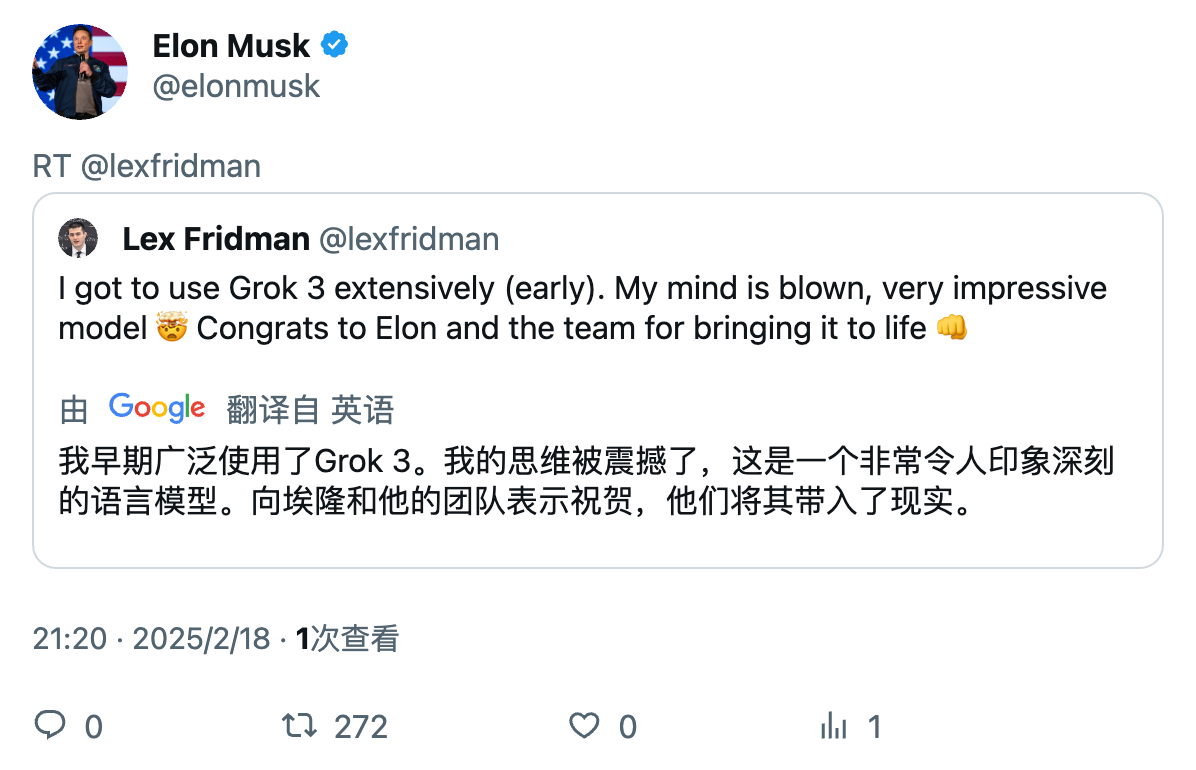 Elon Musk
@elonmusk
RT @lexfridman
Lex Fridman @lexfridman
I got to use Grok 3 extensively (early). My mind is blown, very impressive
model 🤯 Congrats to Elon and the team for bringing it to life 👊
由 Google 翻译自 英语
我早期广泛使用了Grok 3。我的思维被震撼了，这是一个非常令人印象深刻
的语言模型。向埃隆和他的团队表示祝贺，他们将其带入了现实。
21:20 · 2025/2/18 · 1次查看
0 272 0 1